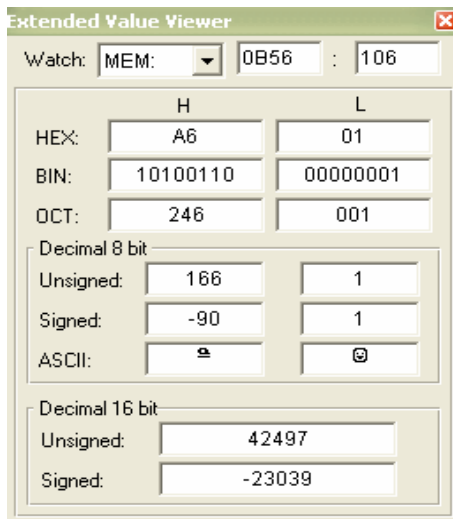 Extended Value Viewer
Watch: MEM: 0B56 : 106
H L
HEX: A6 01
BIN: 10100110 00000001
OCT: 246 001
Decimal 8 bit
Unsigned: 166 1
Signed: -90 1
ASCII: ª ☺
Decimal 16 bit
Unsigned: 42497
Signed: -23039